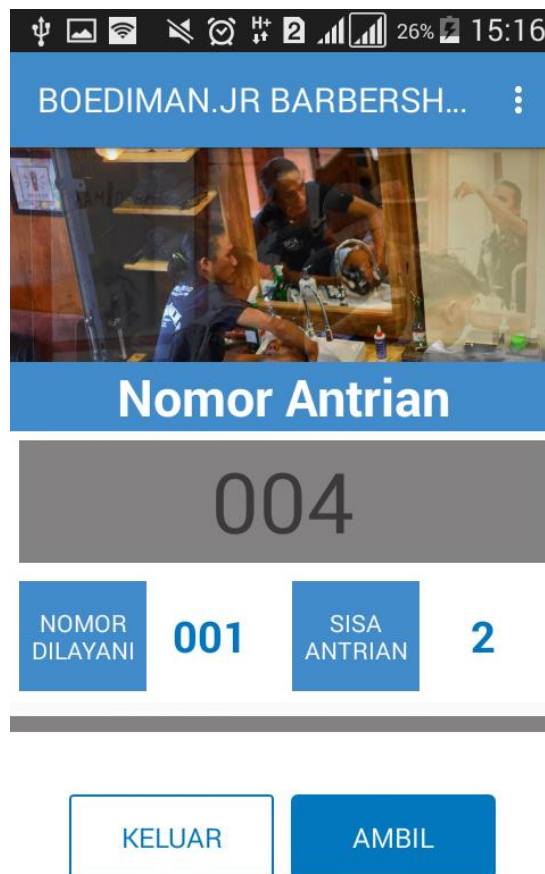 26% 15:16
BOEDIMAN.JR BARBERSH...
Nomor Antrian
004
NOMOR
DILAYANI
001
SISA
ANTRIAN
2
KELUAR
AMBIL